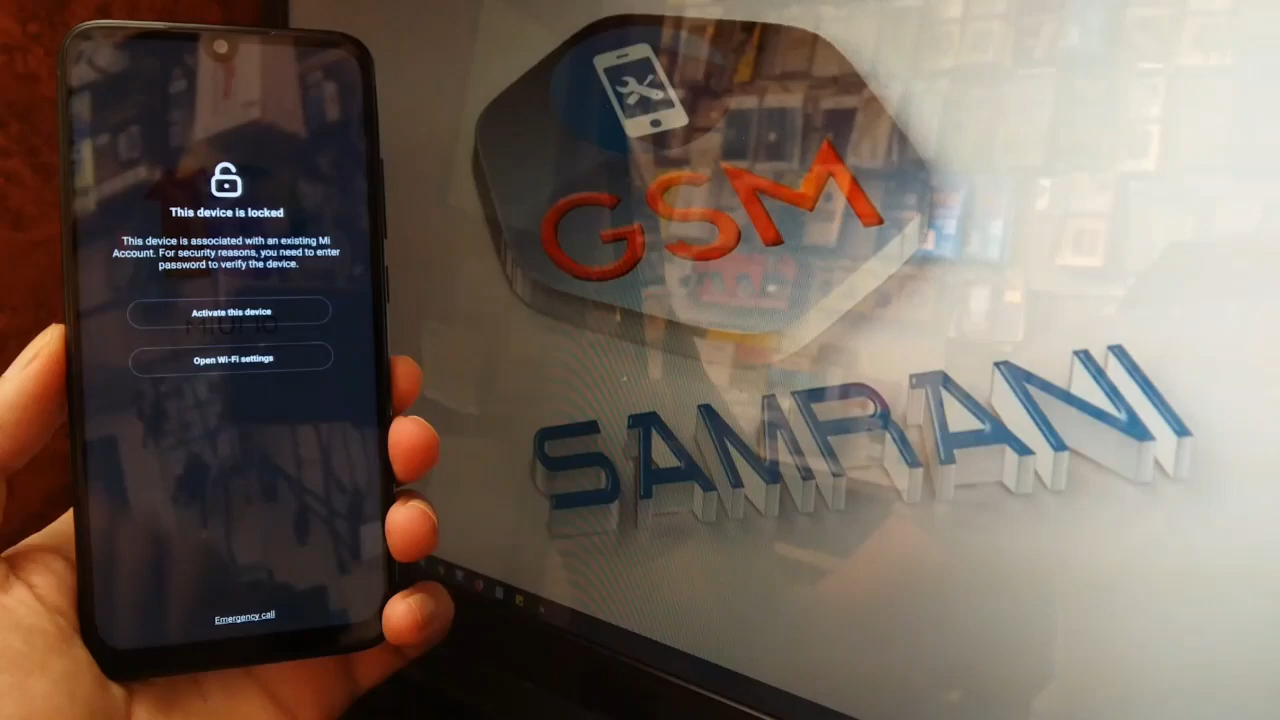 This device is locked
This device is associated with an existing Mi
Account. For security reasons, you need to enter
password to verify the device.
Activate this device
Open Wi-Fi settings
Emergency call
GSM
SAMRANI